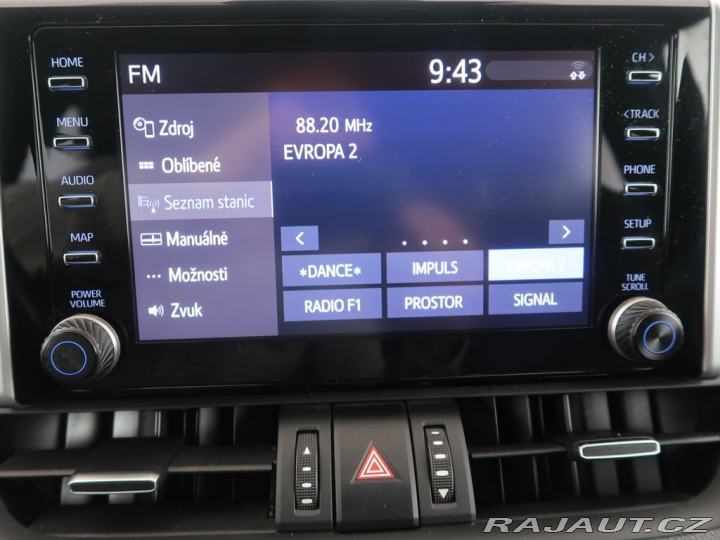 HOME
MENU
AUDIO
MAP
POWER
VOLUME
FM
9:43
Zdroj
Oblíbené
Seznam stanic
Manuálně
Možnosti
Zvuk
88.20 MHz
EVROPA 2
*DANCE*
IMPULS
EVROPA 2
RADIO F1
PROSTOR
SIGNAL
CH >
< TRACK
PHONE
SETUP
TUNE
SCROLL
RAJAUT.CZ